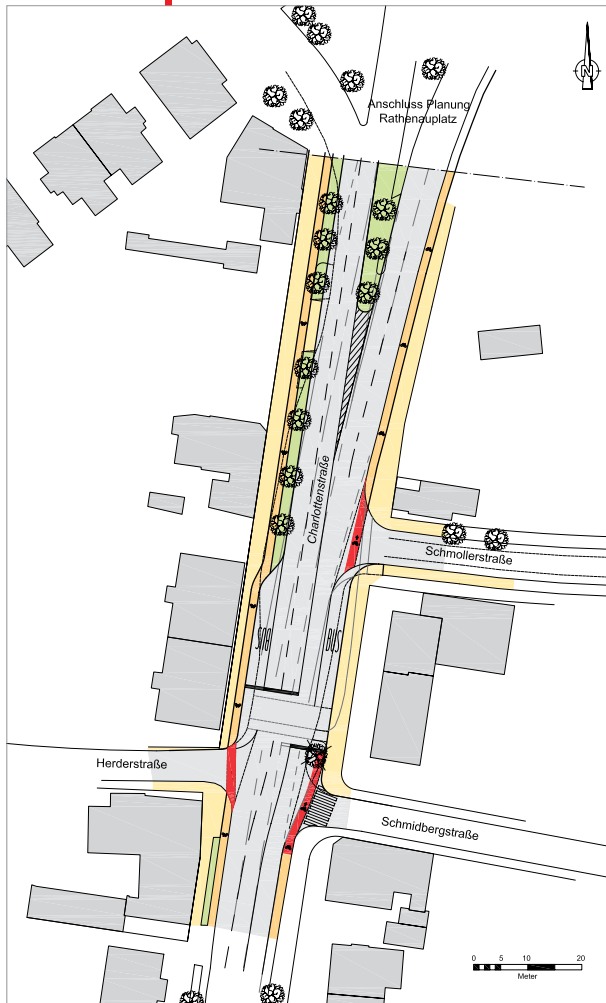 N
Anschluss Planung
Rathenauplatz
Charlottenstraße
Schmollerstraße
BUS
BUS
Herderstraße
Schmidbergstraße
0 5 10 20
Meter